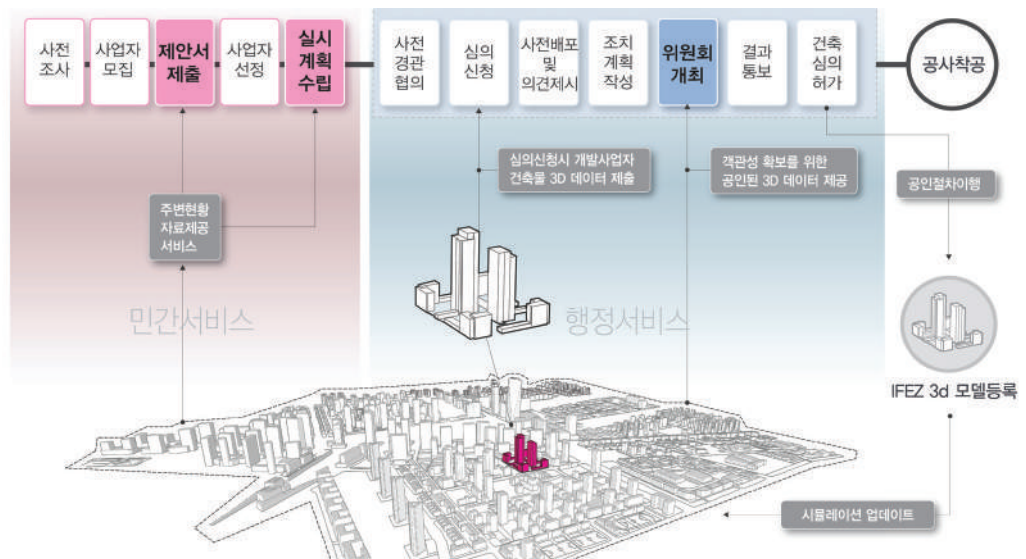 사전
조사
사업자
모집
제안서
제출
사업자
선정
실시
계획
수립
사전
경관
협의
심의
신청
사전배포
및
의견제시
조치
계획
작성
위원회
개최
결과
통보
건축
심의
허가
공사착공
심의신청시 개발사업자
건축물 3D 데이터 제출
객관성 확보를 위한
공인된 3D 데이터 제공
공인절차이행
주변현황
자료제공
서비스
민간서비스
행정서비스
IFEZ 3d 모델등록
시뮬레이션 업데이트